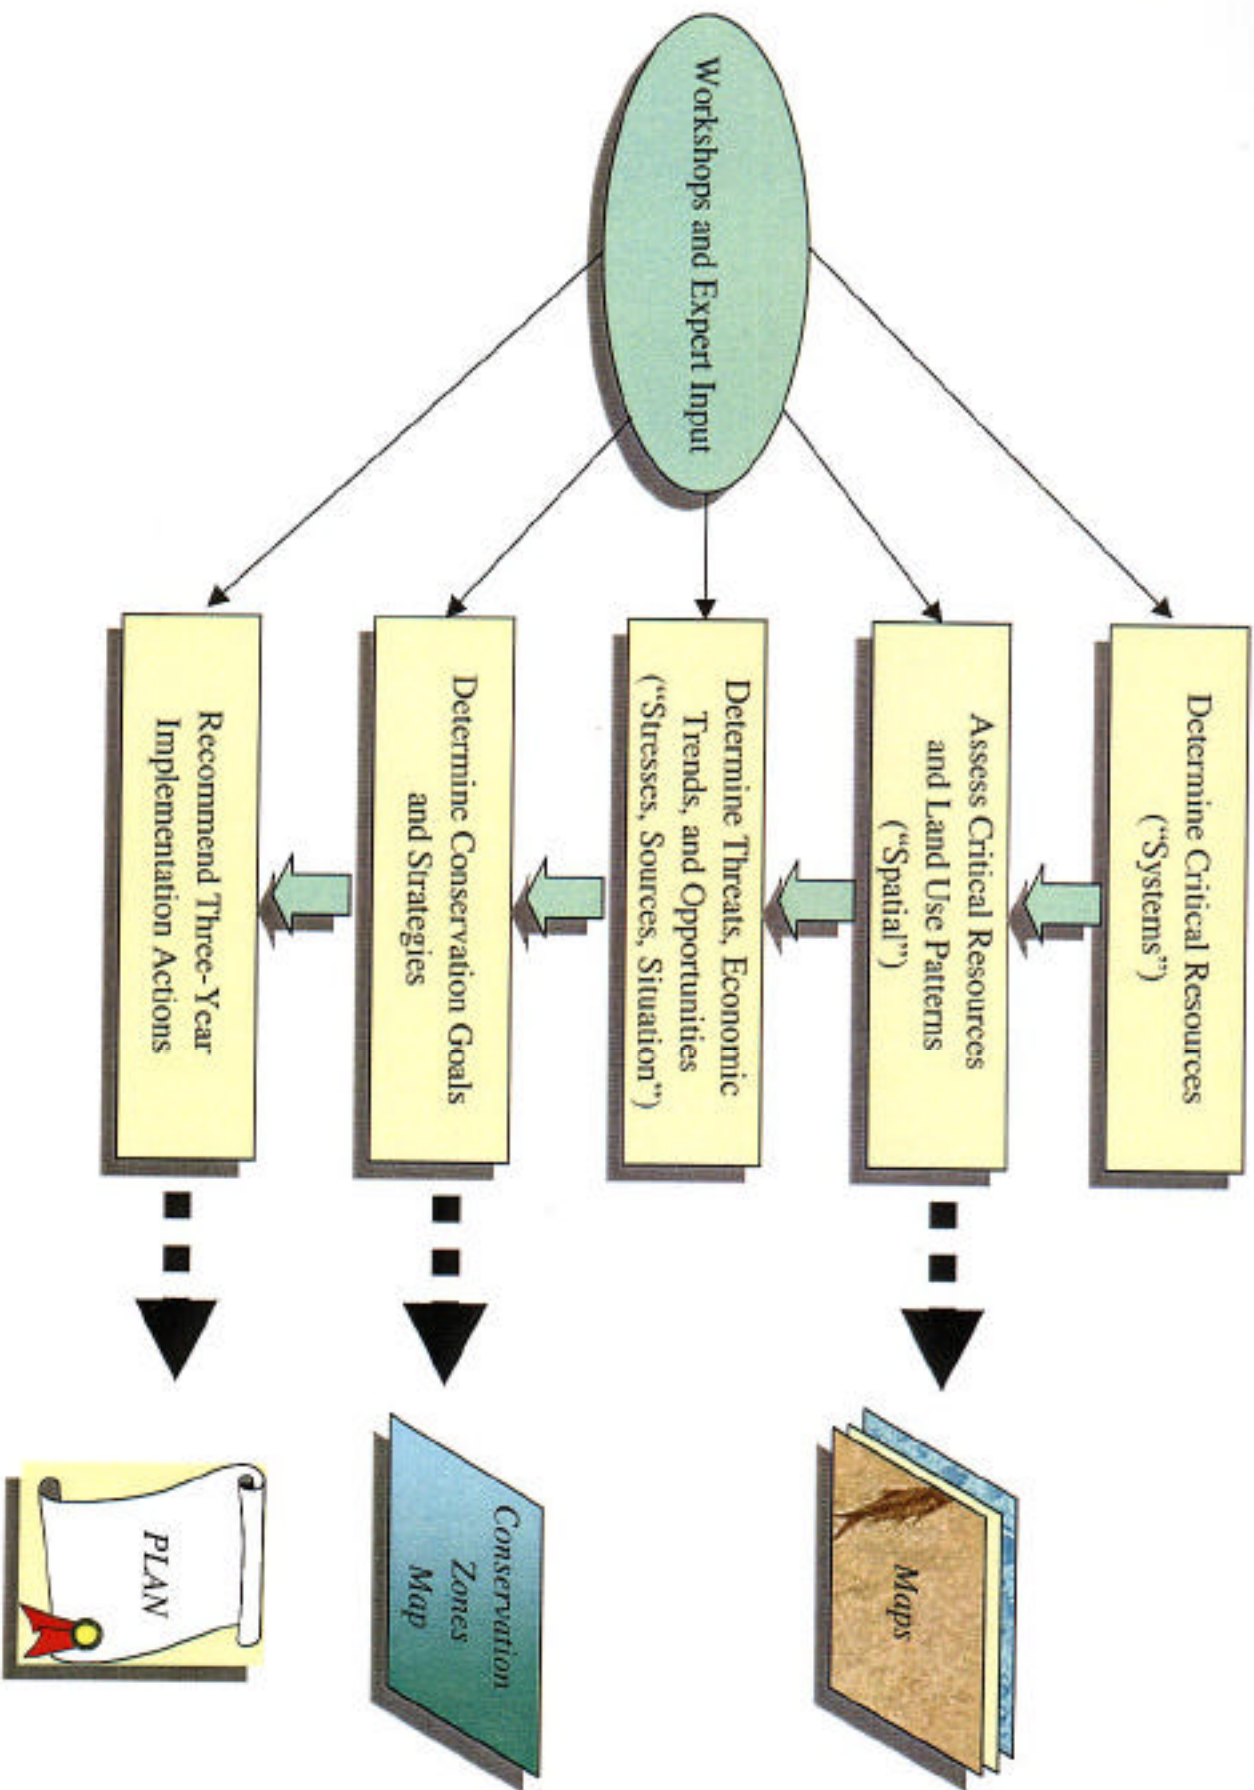 Workshops and Expert Input
Determine Critical Resources
(“Systems”)
Assess Critical Resources
and Land Use Patterns
(“Spatial”)
Determine Threats, Economic
Trends, and Opportunities
(“Stresses, Sources, Situation”)
Determine Conservation Goals
and Strategies
Recommend Three-Year
Implementation Actions
Maps
Conservation
Zones
Map
PLAN